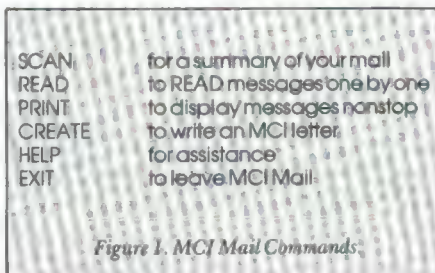 SCAN for a summary of your mail
READ to READ messages one by one
PRINT to display messages nonstop
CREATE to write an MCI letter
HELP for assistance
EXIT to leave MCI Mail
Figure 1. MCI Mail Commands